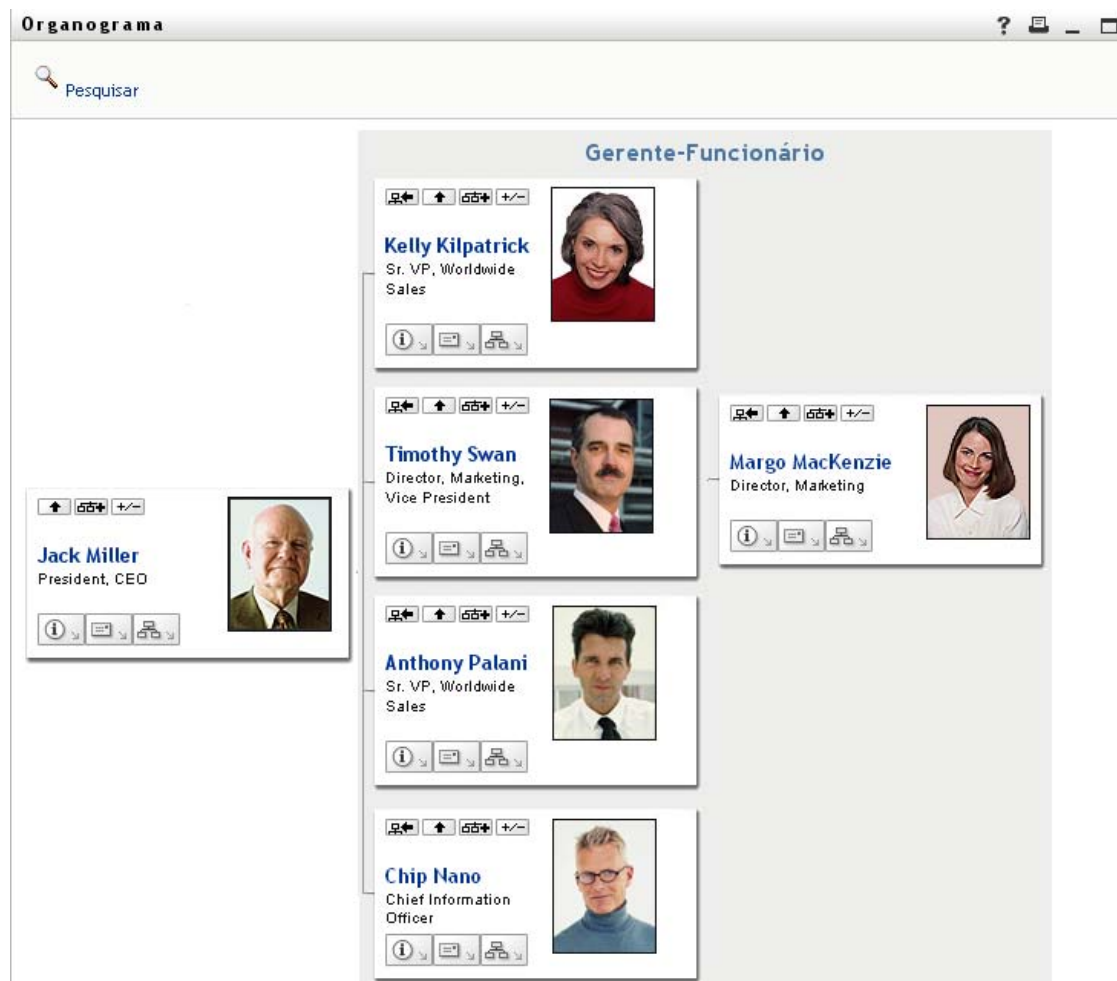 Organograma
?
Pesquisar
Gerente-Funcionário
+/-
Kelly Kilpatrick
Sr. VP, Worldwide
Sales
+/-
Timothy Swan
Director, Marketing,
Vice President
+/-
Margo MacKenzie
Director, Marketing
+/-
Jack Miller
President, CEO
+/-
Anthony Palani
Sr. VP, Worldwide
Sales
+/-
Chip Nano
Chief Information
Officer